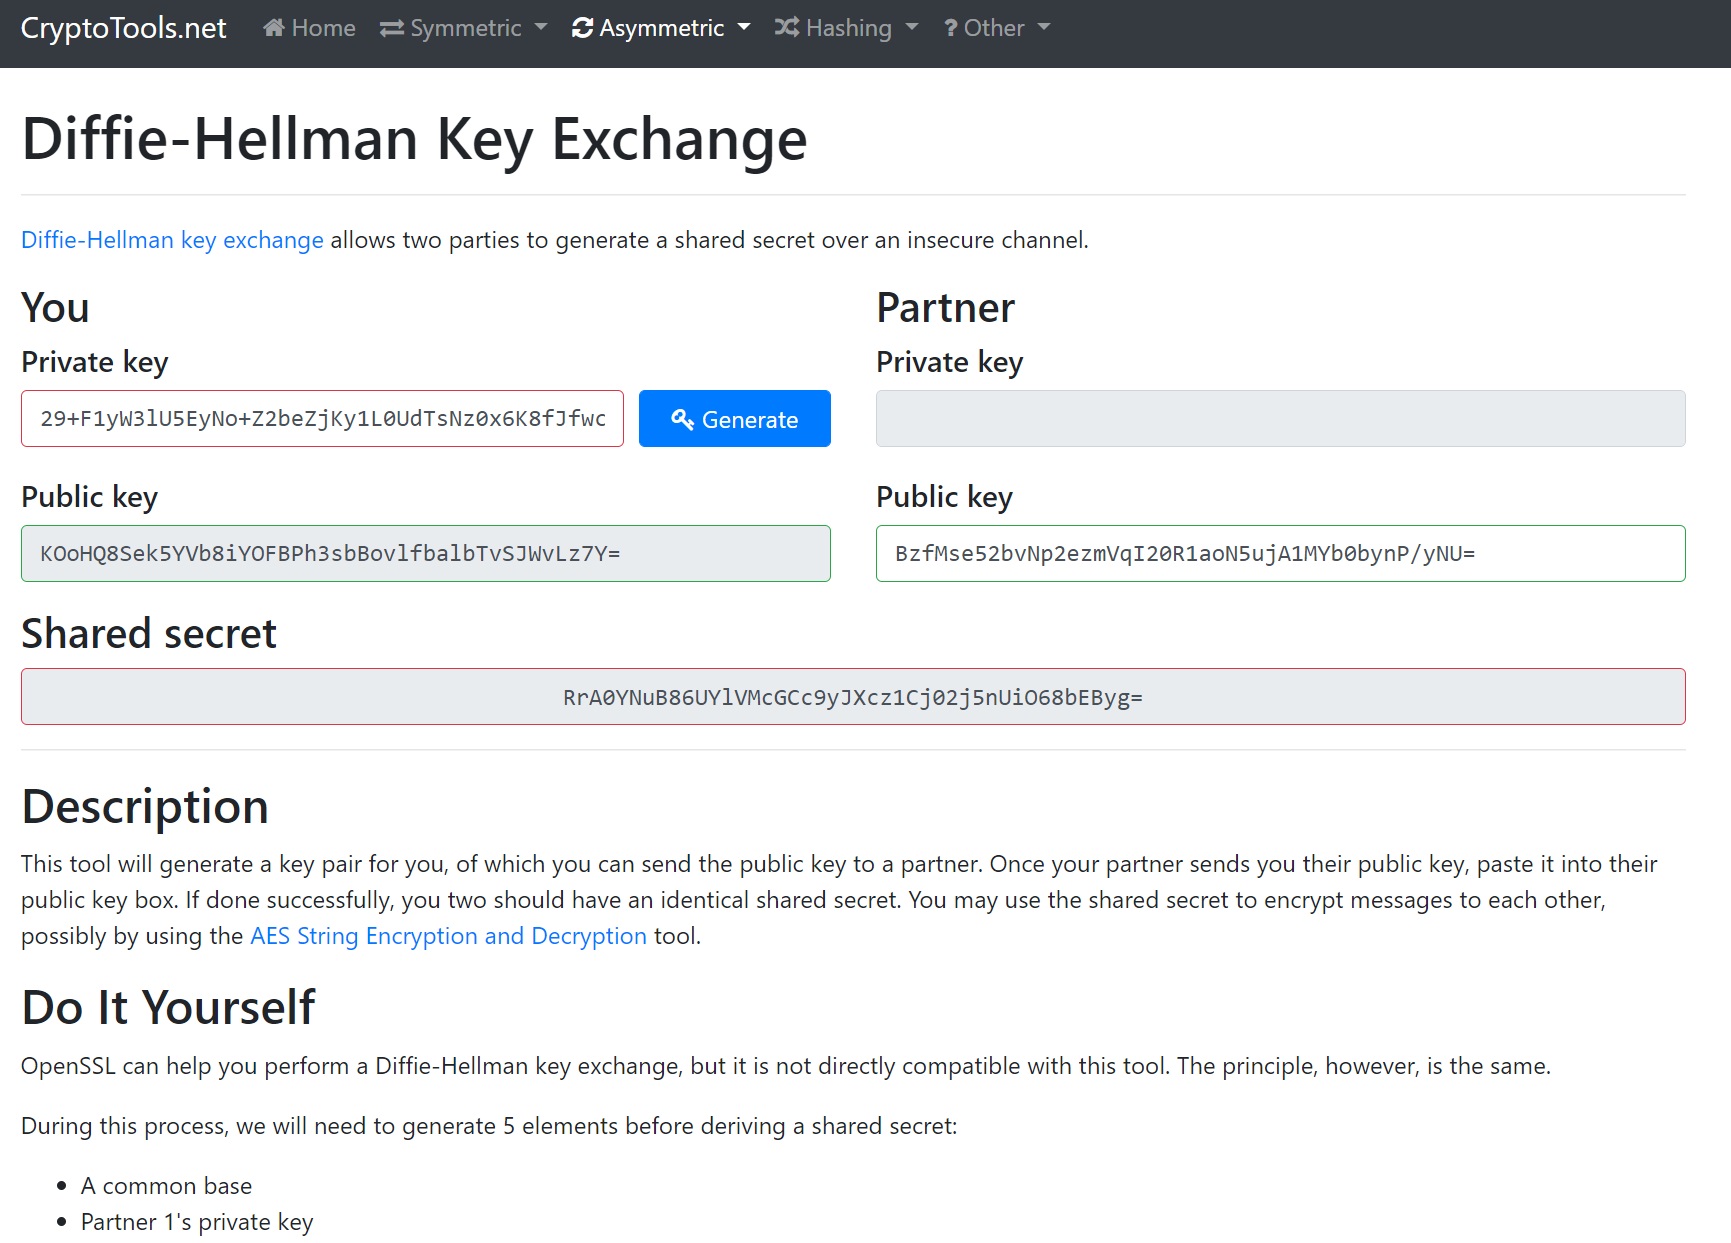 CryptoTools.net Home Symmetric Asymmetric Hashing ? Other
Diffie-Hellman Key Exchange
Diffie-Hellman key exchange allows two parties to generate a shared secret over an insecure channel.
You
Partner
Private key
Private key
29+F1yW3lU5EyNo+Z2beZjKy1L0UdTsNz0x6K8fJfwc
Generate
Public key
Public key
KOoHQ8Sek5YVb8iYOFBPh3sbBovlfbalbTvSJWvLz7Y=
BzfMse52bvNp2ezmVqI20R1aoN5ujA1MYb0bynP/yNU=
Shared secret
RrA0YNuB86UYlVMcGCc9yJXcz1Cj02j5nUiO68bEByg=
Description
This tool will generate a key pair for you, of which you can send the public key to a partner. Once your partner sends you their public key, paste it into their
public key box. If done successfully, you two should have an identical shared secret. You may use the shared secret to encrypt messages to each other,
possibly by using the AES String Encryption and Decryption tool.
Do It Yourself
OpenSSL can help you perform a Diffie-Hellman key exchange, but it is not directly compatible with this tool. The principle, however, is the same.
During this process, we will need to generate 5 elements before deriving a shared secret:
• A common base
• Partner 1's private key